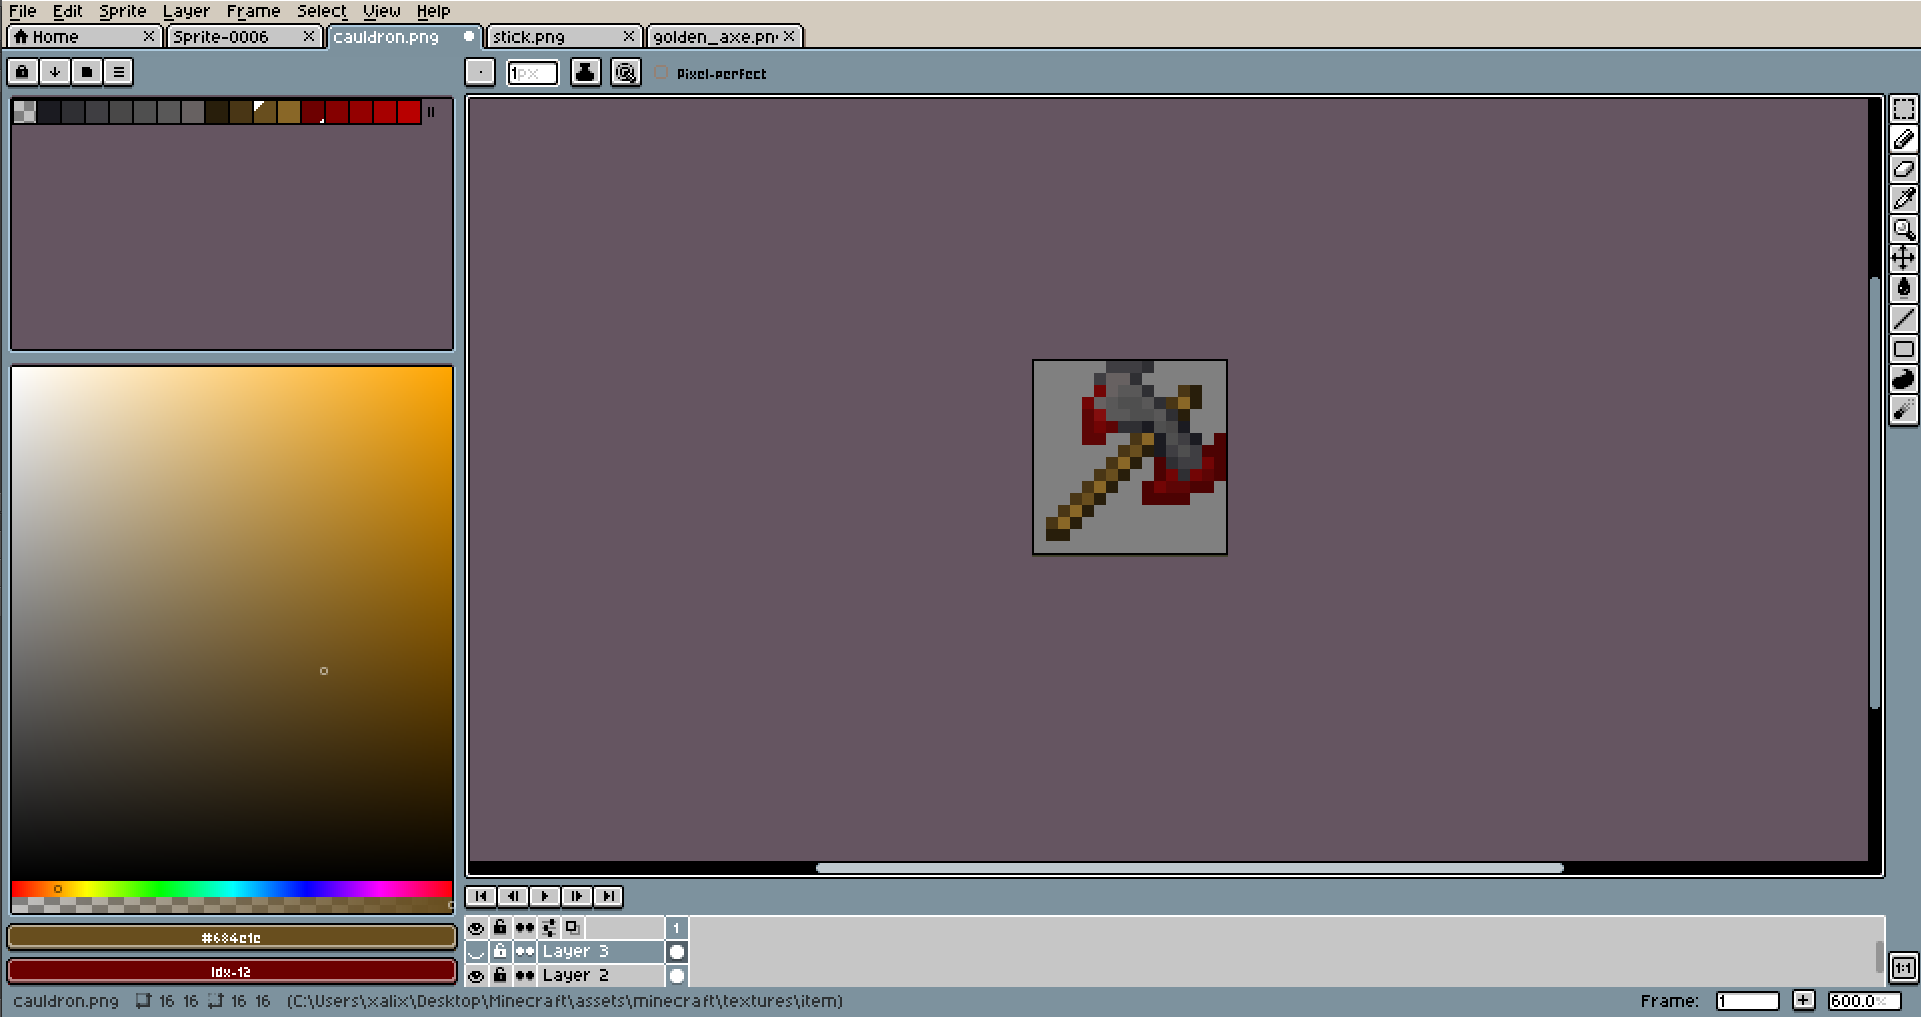 File Edit Sprite Layer Frame Select View Help
Home Sprite-0006 cauldron.png stick.png golden_axe.pn
1px Pixel-perfect
#684e1e
Idx-12
1
Layer 3
Layer 2
1:1
cauldron.png 16 16 16 16 (C:\Users\xalix\Desktop\Minecraft\assets\minecraft\textures\item) Frame: 1 + 600.0%